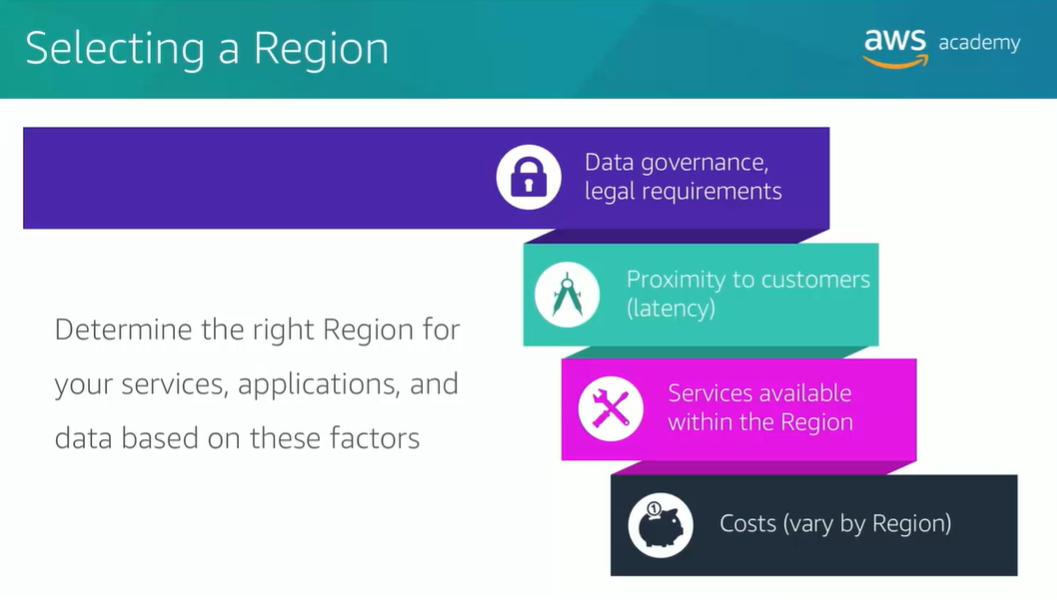 Selecting a Region
aws academy
Data governance,
legal requirements
Proximity to customers
(latency)
Determine the right Region for
your services, applications, and
data based on these factors
Services available
within the Region
1
Costs (vary by Region)